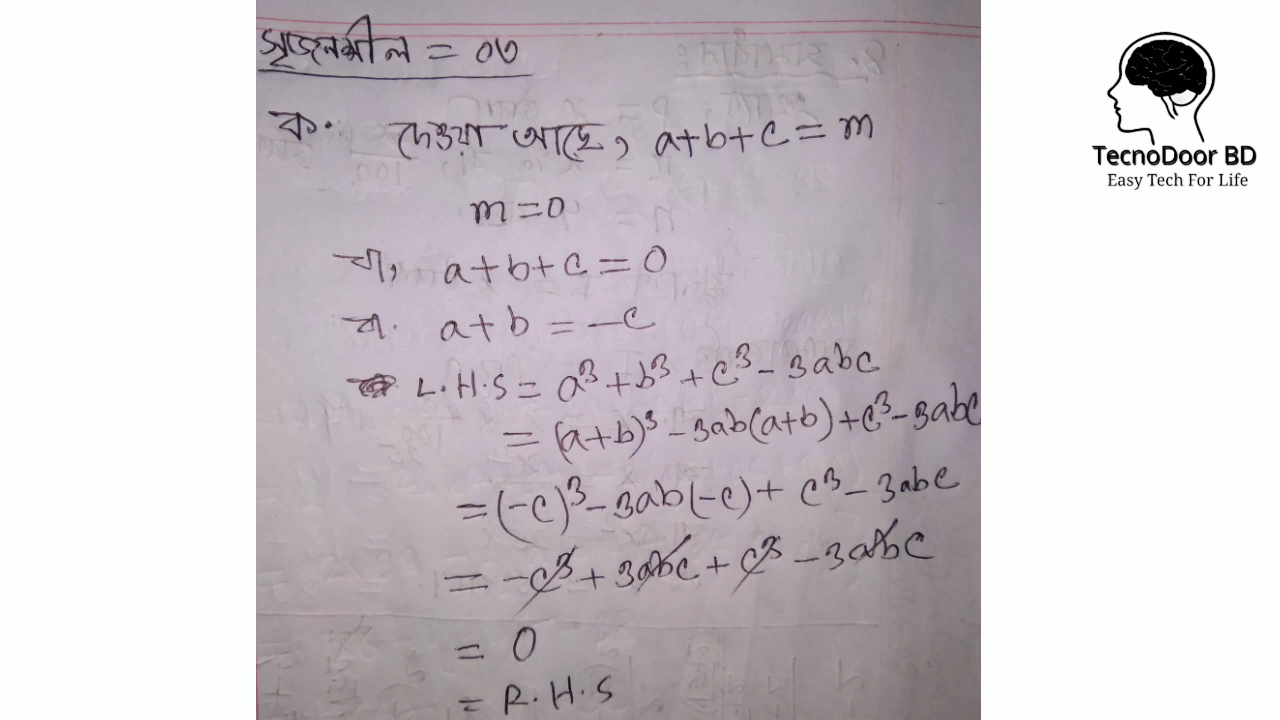 সৃজনশীল = ০৩
ক. দেওয়া আছে, a+b+c=m
m=0
বা, a+b+c=0
বা. a+b=-c
L.H.S = a³+b³+c³-3abc
= (a+b)³-3ab(a+b)+c³-3abc
= (-c)³-3ab(-c)+c³-3abc
= -c³+3abc+c³-3abc
= 0
= R.H.S
TecnoDoor BD
Easy Tech For Life